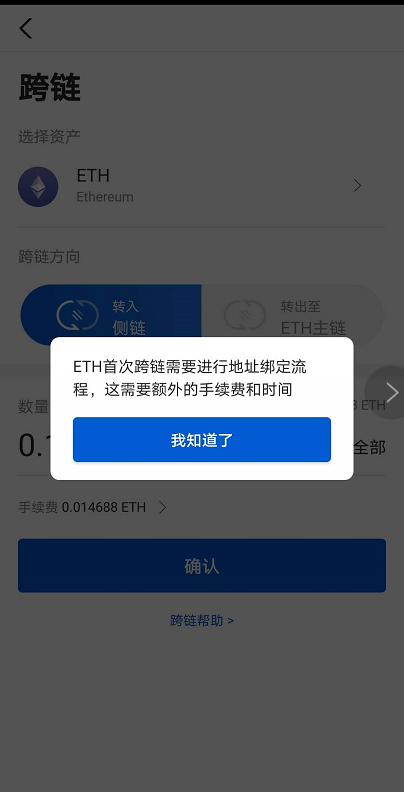 跨链
选择资产
ETH
Ethereum
跨链方向
转入
侧链
转出至
ETH主链
ETH首次跨链需要进行地址绑定流
程，这需要额外的手续费和时间
我知道了
数量
ETH
0.
全部
手续费 0.014688 ETH
确认
跨链帮助 >